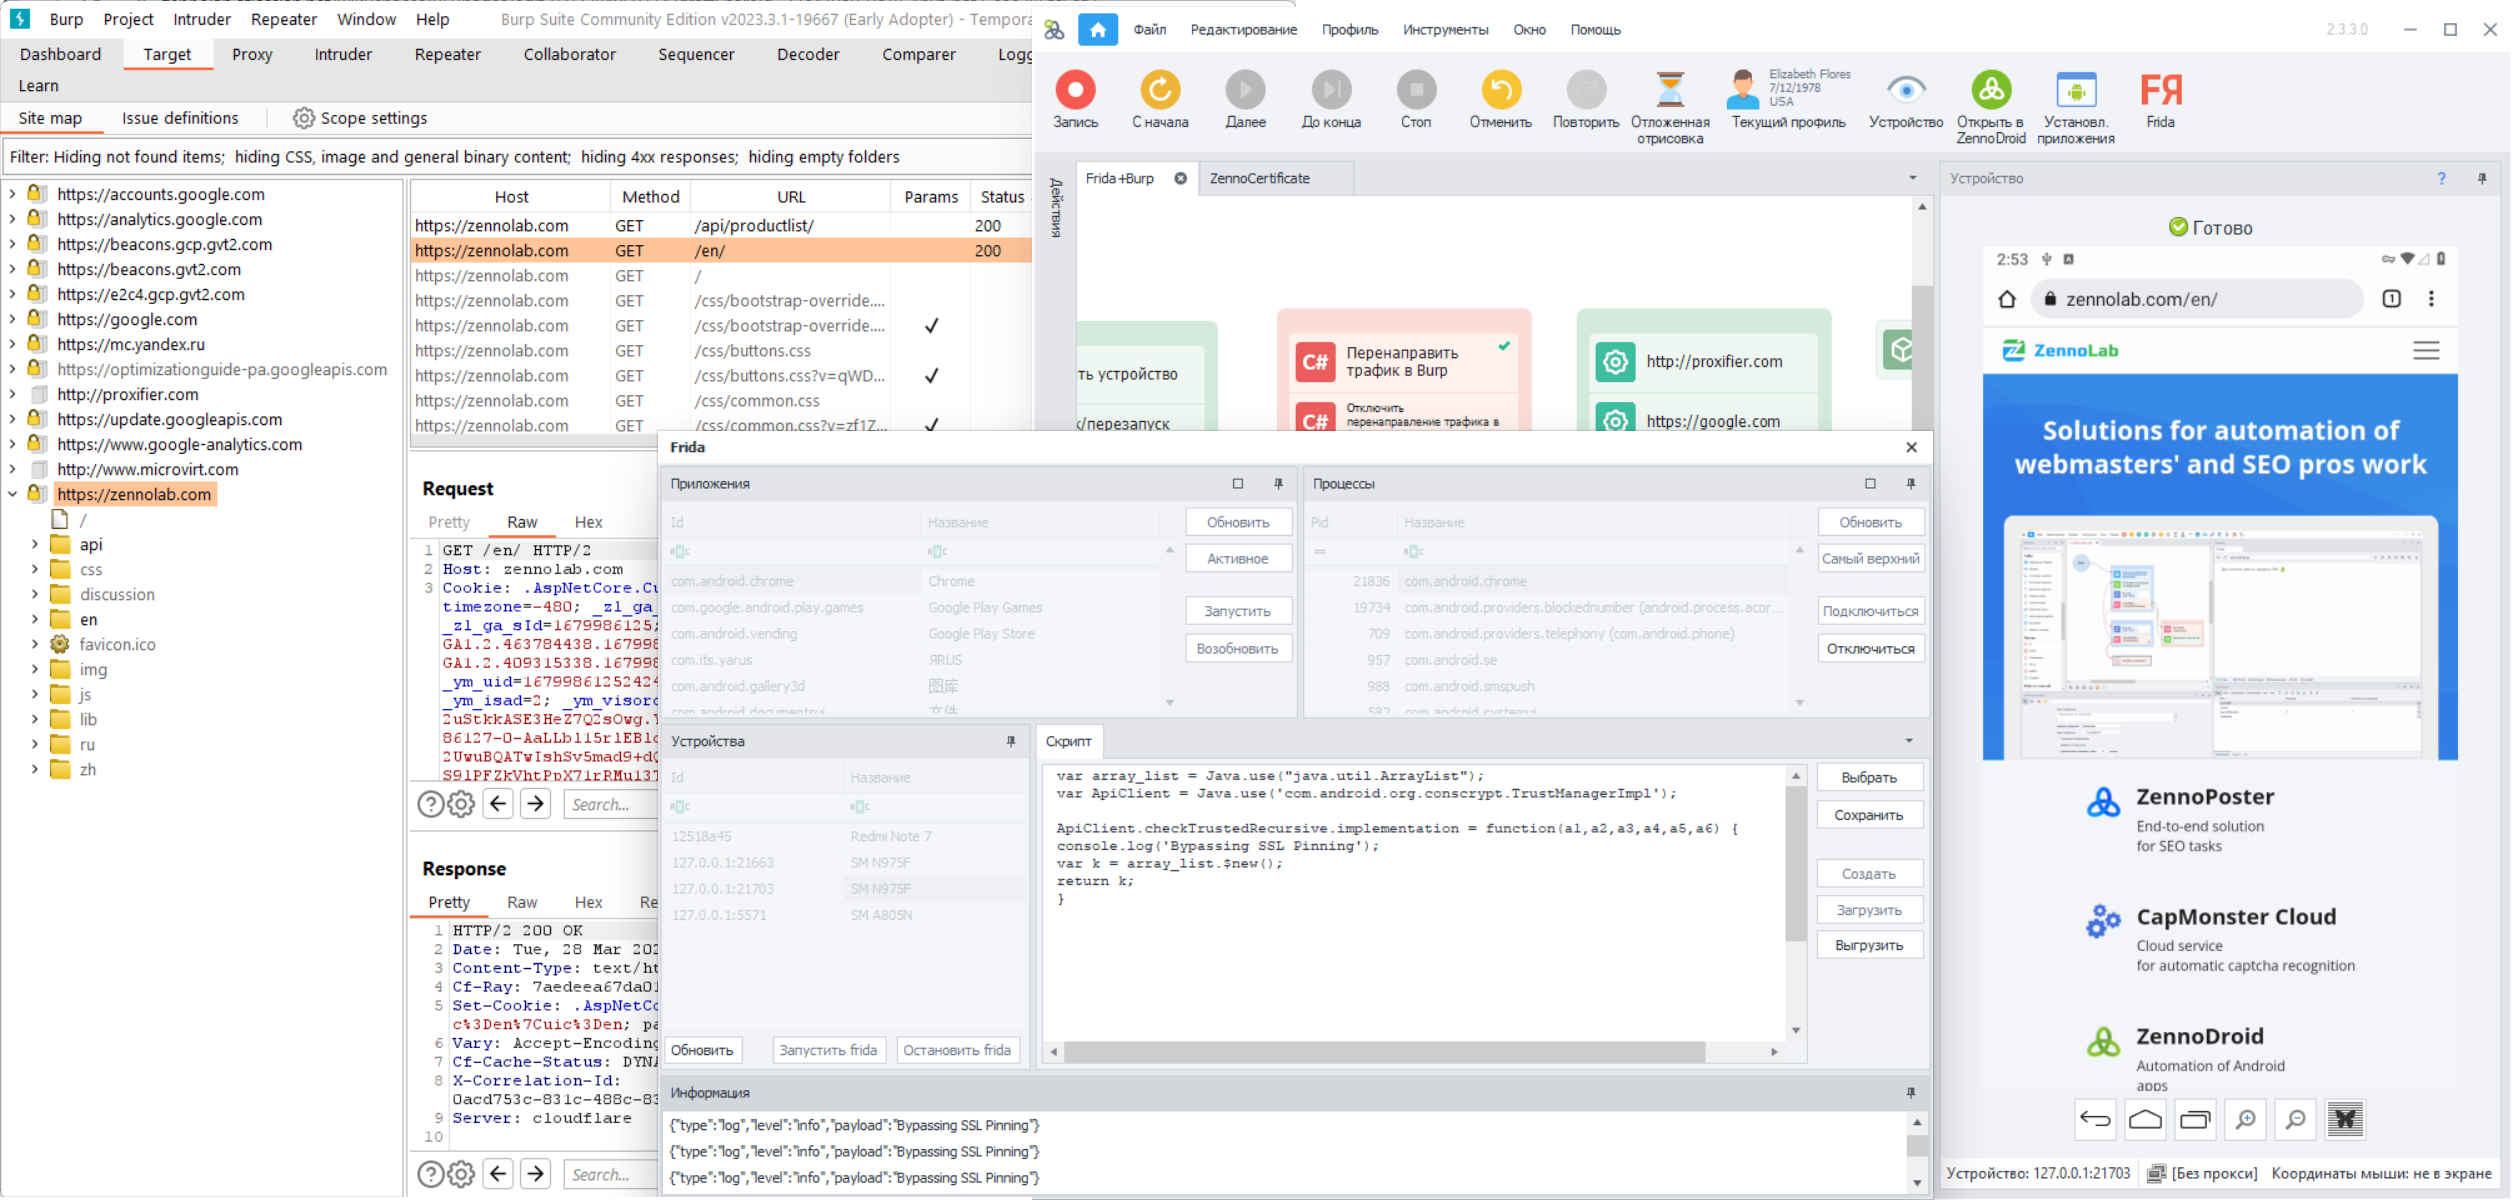 Burp Project Intruder Repeater Window Help Burp Suite Community Edition v2023.3.1-19667 (Early Adopter) - Tempora
Dashboard Target Proxy Intruder Repeater Collaborator Sequencer Decoder Comparer Logg
Learn
Site map Issue definitions Scope settings
Filter: Hiding not found items; hiding CSS, image and general binary content; hiding 4xx responses; hiding empty folders
https://accounts.google.com
https://analytics.google.com
https://beacons.gcp.gvt2.com
https://beacons.gvt2.com
https://e2c4.gcp.gvt2.com
https://google.com
https://mc.yandex.ru
https://optimizationguide-pa.googleapis.com
http://proxifier.com
https://update.googleapis.com
https://www.google-analytics.com
http://www.microvirt.com
https://zennolab.com
/
api
css
discussion
en
favicon.ico
img
js
lib
ru
zh
Host Method URL Params Status
https://zennolab.com GET /api/productlist/ 200
https://zennolab.com GET /en/ 200
https://zennolab.com GET /
https://zennolab.com GET /css/bootstrap-override....
https://zennolab.com GET /css/bootstrap-override.... ✓
https://zennolab.com GET /css/buttons.css
https://zennolab.com GET /css/buttons.css?v=qWD... ✓
https://zennolab.com GET /css/common.css
https://zennolab.com GET /css/common.css?v=zf1Z... ✓
Request
Pretty Raw Hex
1 GET /en/ HTTP/2
2 Host: zennolab.com
3 Cookie: .AspNetCore.Cu
timezone=-480; _zl_ga_
_zl_ga_sId=1679986125;
GA1.2.463784438.167998
GA1.2.409315338.167998
_ym_uid=16799861252424
_ym_isad=2; _ym_visorc
2uStkkASE3HeZ7Q2sOwg.Y
86127-0-AaLLbl15rlEBlc
2UwuBQATwIshSv5mad9+dQ
S91PFZkVhtPpX71rRMu137
Search...
Response
Pretty Raw Hex Re
1 HTTP/2 200 OK
2 Date: Tue, 28 Mar 202
3 Content-Type: text/ht
4 Cf-Ray: 7aedeea67da01
5 Set-Cookie: .AspNetCo
c%3Den%7Cuic%3Den; pa
6 Vary: Accept-Encoding
7 Cf-Cache-Status: DYNA
8 X-Correlation-Id:
0acd753c-831c-488c-83
9 Server: cloudflare
10
Search...
Файл Редактирование Профиль Инструменты Окно Помощь 2.3.3.0
Запись
С начала
Далее
До конца
Стоп
Отменить
Повторить
Отложенная
отрисовка
Elizabeth Flores
7/12/1978
USA
Текущий профиль
Устройство
Открыть в
ZennoDroid
Установл.
приложения
FЯ
Frida
Действия
Frida+Burp ZennoCertificate
ть устройство
к/перезапуск
C# Перенаправить
трафик в Burp
C# Отключить
перенаправление трафика в
http://proxifier.com
https://google.com
Frida
Приложения
Id Название
com.android.chrome Chrome
com.google.android.play.games Google Play Games
com.android.vending Google Play Store
com.its.yarus ЯRUS
com.android.gallery3d 图库
com.android.documentsui 文件
Обновить
Активное
Запустить
Возобновить
Процессы
Pid Название
=
21836 com.android.chrome
19734 com.android.providers.blockednumber (android.process.acor...
709 com.android.providers.telephony (com.android.phone)
957 com.android.se
988 com.android.smspush
582 com.android.systemui
Обновить
Самый верхний
Подключиться
Отключиться
Устройства
Id Название
12518a45 Redmi Note 7
127.0.0.1:21663 SM N975F
127.0.0.1:21703 SM N975F
127.0.0.1:5571 SM A805N
Обновить Запустить frida Остановить frida
Скрипт
var array_list = Java.use("java.util.ArrayList");
var ApiClient = Java.use('com.android.org.conscrypt.TrustManagerImpl');
ApiClient.checkTrustedRecursive.implementation = function(a1,a2,a3,a4,a5,a6) {
console.log('Bypassing SSL Pinning');
var k = array_list.$new();
return k;
}
Выбрать
Сохранить
Создать
Загрузить
Выгрузить
Информация
{"type":"log","level":"info","payload":"Bypassing SSL Pinning"}
{"type":"log","level":"info","payload":"Bypassing SSL Pinning"}
{"type":"log","level":"info","payload":"Bypassing SSL Pinning"}
Устройство ?
Готово
2:53
zennolab.com/en/ 1
ZennoLab
Solutions for automation of
webmasters' and SEO pros work
ZennoPoster
End-to-end solution
for SEO tasks
CapMonster Cloud
Cloud service
for automatic captcha recognition
ZennoDroid
Automation of Android
apps
Устройство: 127.0.0.1:21703 [Без прокси] Координаты мыши: не в экране